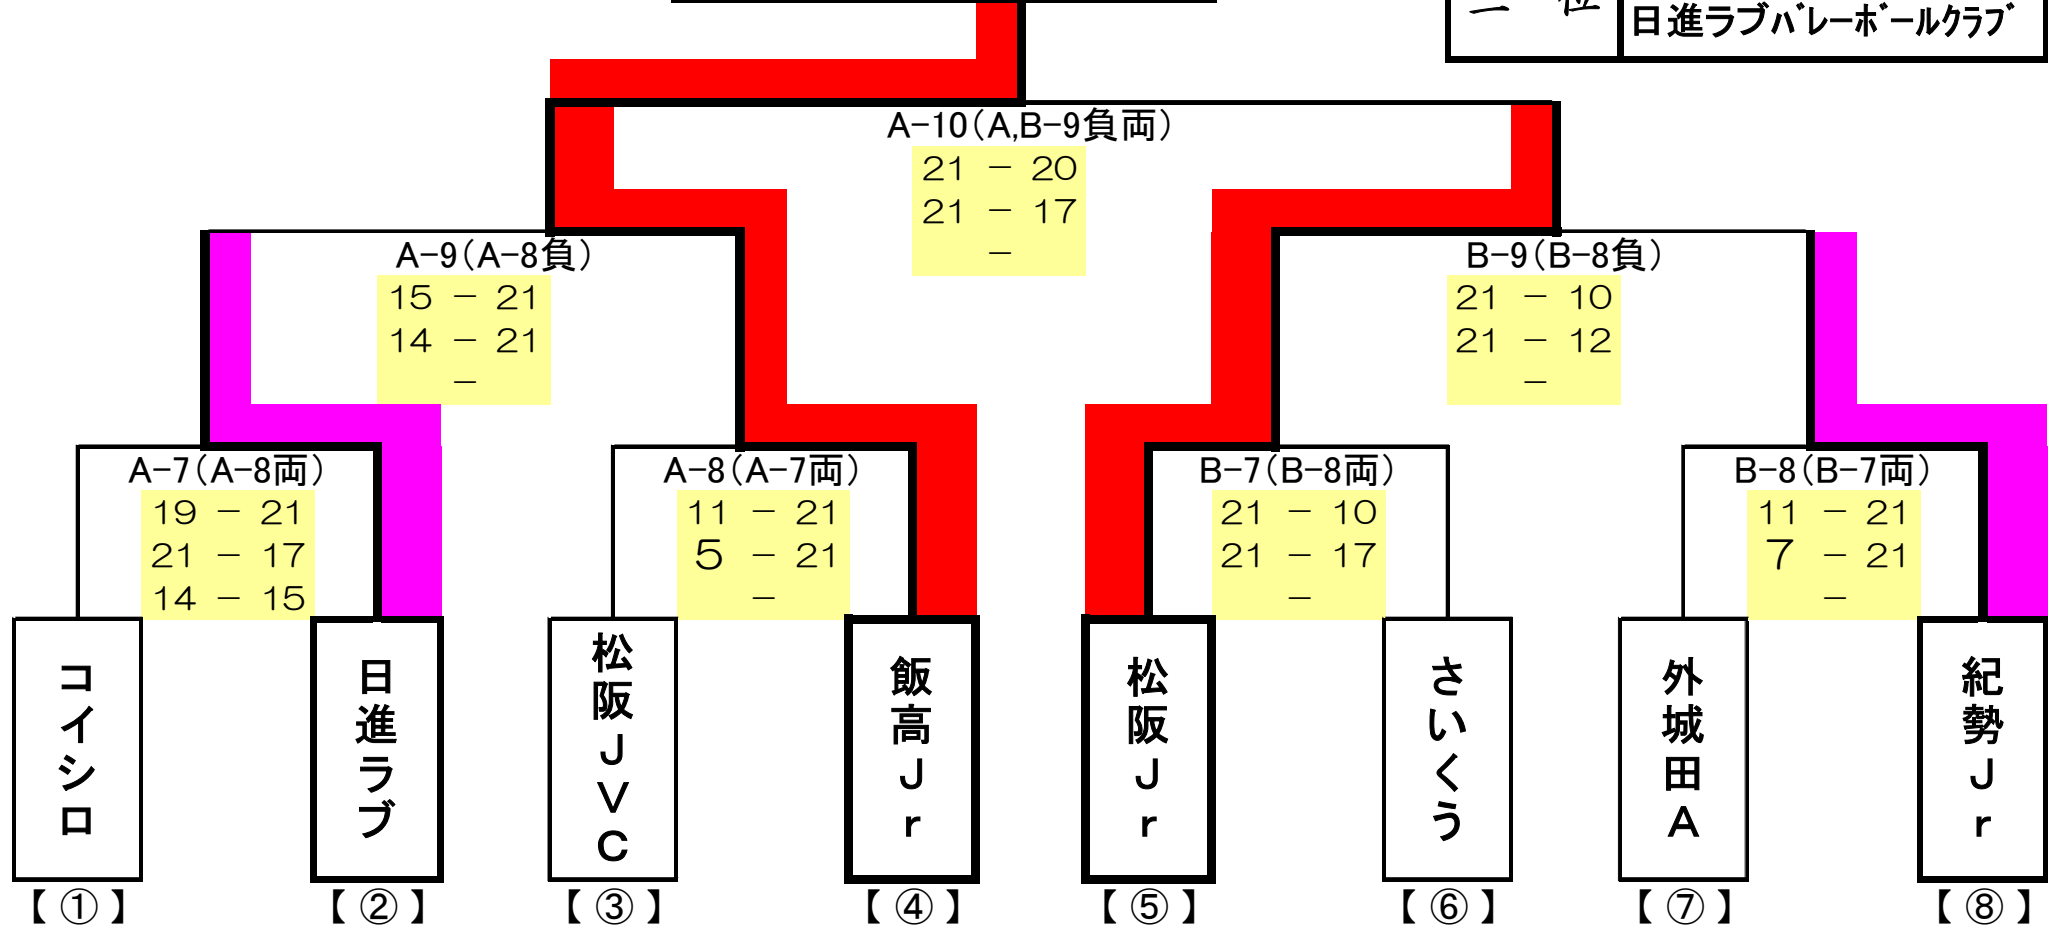 位
日進ラブバレーボールクラブ
A-10(A,B-9負両)
21 - 20
21 - 17
-
A-9(A-8負)
15 - 21
14 - 21
-
B-9(B-8負)
21 - 10
21 - 12
-
A-7(A-8両)
19 - 21
21 - 17
14 - 15
A-8(A-7両)
11 - 21
5 - 21
-
B-7(B-8両)
21 - 10
21 - 17
-
B-8(B-7両)
11 - 21
7 - 21
-
コイシロ
日進ラブ
松阪JVC
飯高Jr
松阪Jr
さいくう
外城田A
紀勢Jr
【①】
【②】
【③】
【④】
【⑤】
【⑥】
【⑦】
【⑧】